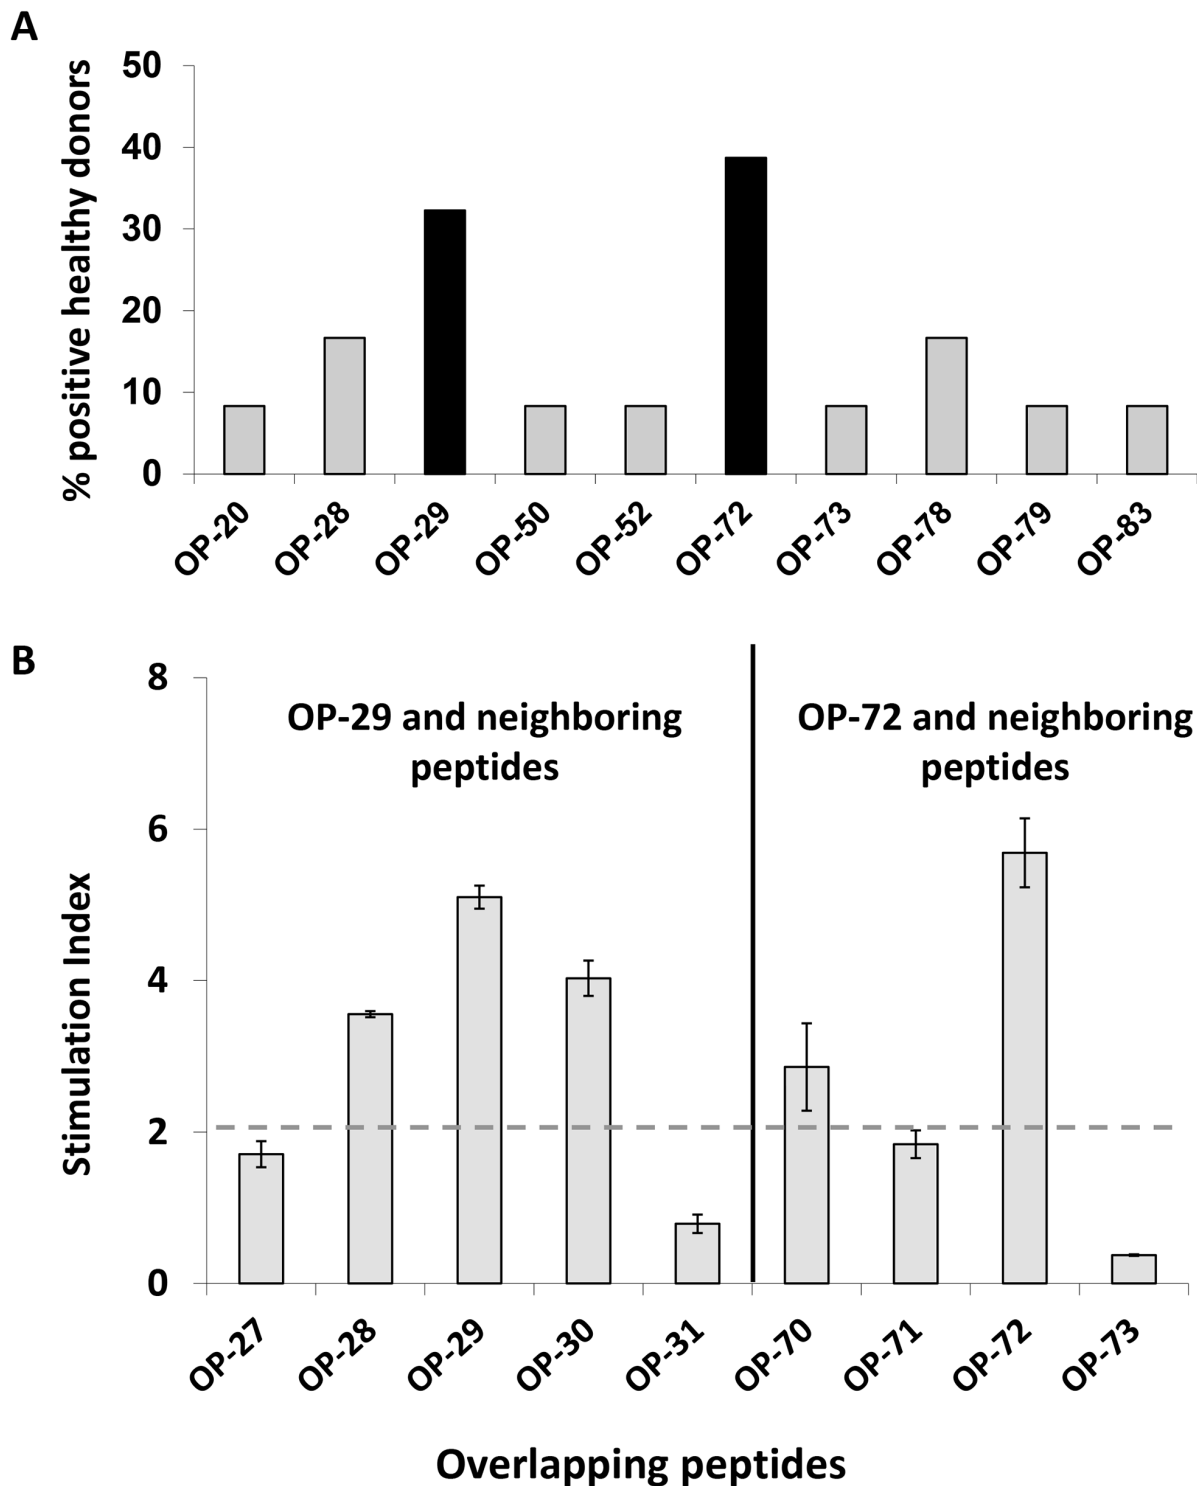 A
% positive healthy donors
50
40
30
20
10
0
OP-20
OP-28
OP-29
OP-50
OP-52
OP-72
OP-73
OP-78
OP-79
OP-83
B
Stimulation Index
8
6
4
2
0
OP-29 and neighboring
peptides
OP-72 and neighboring
peptides
OP-27
OP-28
OP-29
OP-30
OP-31
OP-70
OP-71
OP-72
OP-73
Overlapping peptides